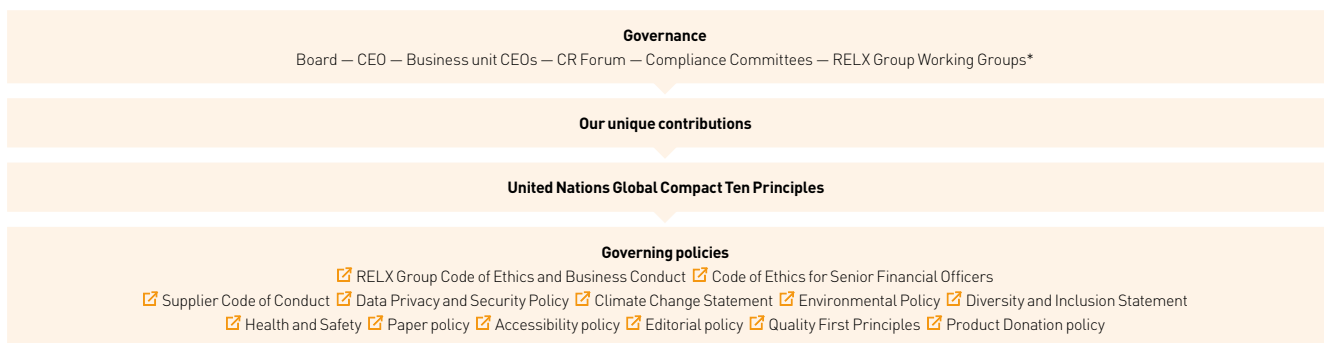 Governance
Board — CEO — Business unit CEOs — CR Forum — Compliance Committees — RELX Group Working Groups*
Our unique contributions
United Nations Global Compact Ten Principles
Governing policies
RELX Group Code of Ethics and Business Conduct Code of Ethics for Senior Financial Officers
Supplier Code of Conduct Data Privacy and Security Policy Climate Change Statement Environmental Policy Diversity and Inclusion Statement
Health and Safety Paper policy Accessibility policy Editorial policy Quality First Principles Product Donation policy